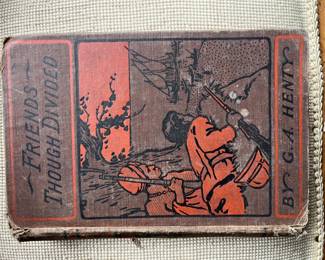 FRIENDS
THOUGH DIVIDED
BY G. A. HENTY